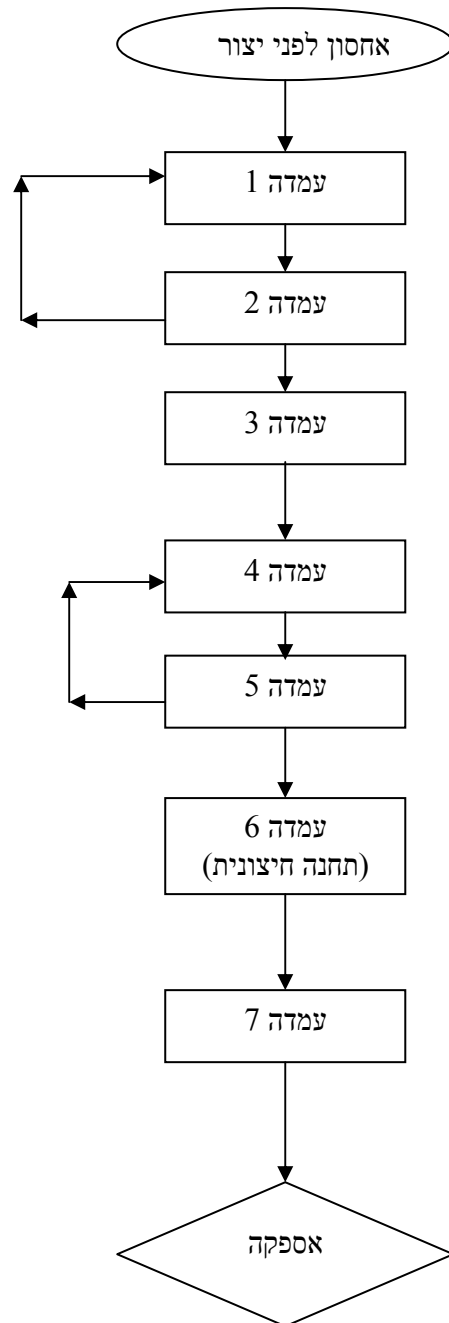 אחסון לפני יצור
עמדה 1
עמדה 2
עמדה 3
עמדה 4
עמדה 5
עמדה 6
(תחנה חיצונית)
עמדה 7
אספקה